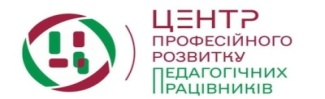 ЦЕНТР
ПРОФЕСІЙНОГО
РОЗВИТКУ
ПЕДАГОГІЧНИХ
ПРАЦІВНИКІВ